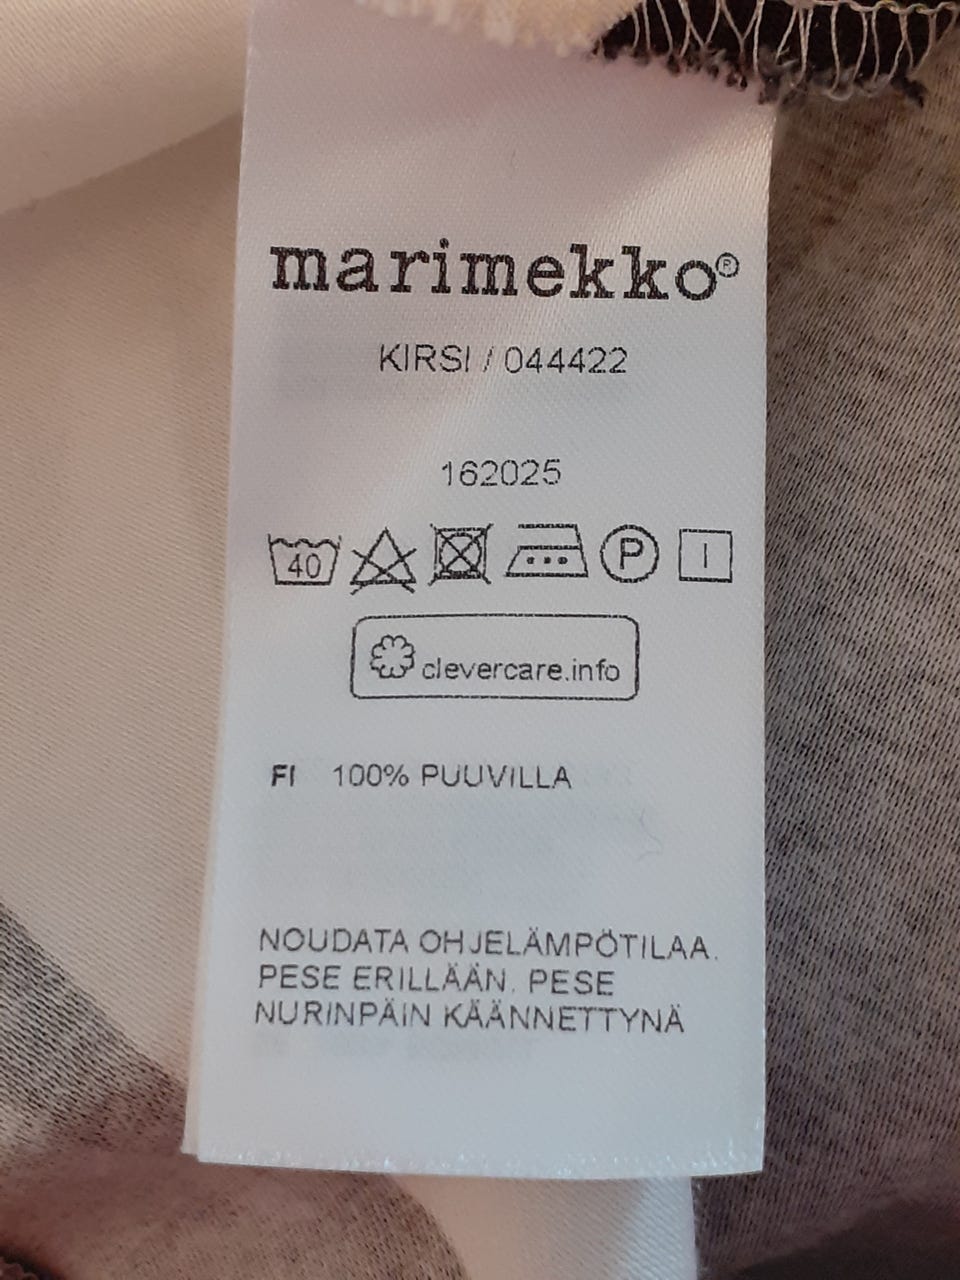 marimekko®
KIRSI / 044422
162025
40 P I
clevercare.info
FI 100% PUUVILLA
NOUDATA OHJELÄMPÖTILAA.
PESE ERILLÄÄN. PESE
NURINPÄIN KÄÄNNETTYNÄ